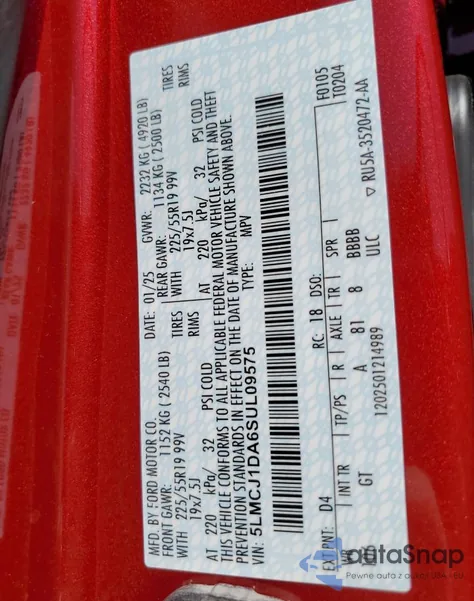 MFD. BY FORD MOTOR CO.
DATE: 01/25
GVWR: 2232 KG ( 4920 LB)
FRONT GAWR:
1152 KG ( 2540 LB)
REAR GAWR:
1134 KG ( 2500 LB)
WITH
225/55R19 99V
TIRES
WITH
225/55R19 99V
TIRES
19x7.5J
RIMS
19x7.5J
RIMS
AT 220 kPa/ 32 PSI COLD
AT 220 kPa/ 32 PSI COLD
THIS VEHICLE CONFORMS TO ALL APPLICABLE FEDERAL MOTOR VEHICLE SAFETY AND THEFT
PREVENTION STANDARDS IN EFFECT ON THE DATE OF MANUFACTURE SHOWN ABOVE.
VIN: 5LMCJ1DA6SUL09575
TYPE: MPV
F0105
T0204
EXT PNT: D4
RC: 18
DSO:
INT TR
TP/PS
R
AXLE
TR
SPR
GT
A
81
8
BBBB
▽ RU5A-3520472-AA
1202501214989
ULC
autoSnap